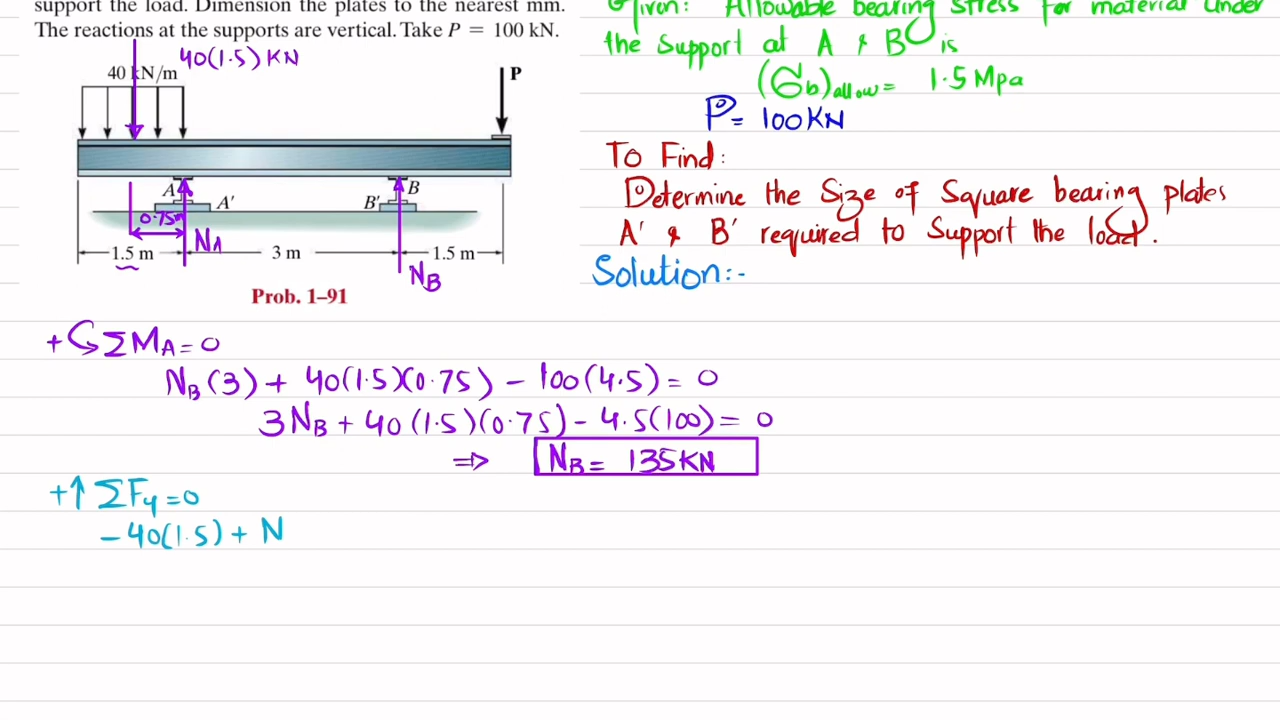 support the load. Dimension the plates to the nearest mm.
The reactions at the supports are vertical. Take P = 100 kN.
40(1.5) KN
40 kN/m
P
A
A'
B'
B
0.75m
NA
1.5 m
3 m
1.5 m
NB
Prob. 1–91
Given: Allowable bearing stress for material under
the Support at A & B is
(σb)allow = 1.5 Mpa
P = 100KN
To Find:
Determine the Size of Square bearing plates
A' & B' required to Support the load.
Solution:-
+↺ ΣMA = 0
NB(3) + 40(1.5)(0.75) - 100(4.5) = 0
3NB + 40(1.5)(0.75) - 4.5(100) = 0
⇒ NB = 135KN
+↑ ΣFy = 0
- 40(1.5) + N